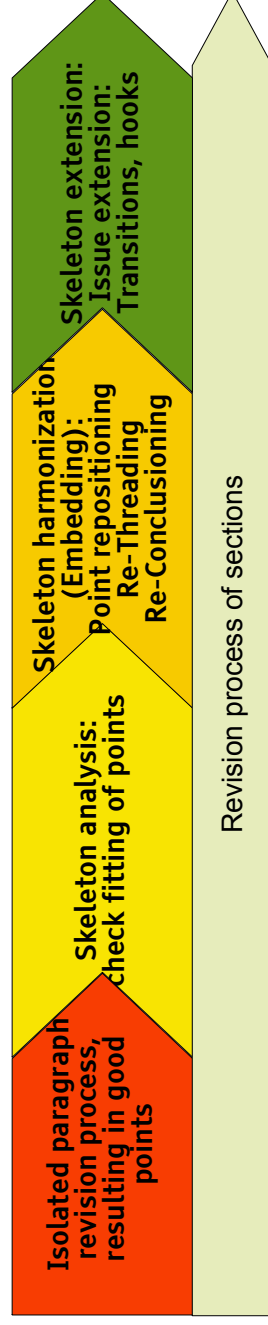 Isolated paragraph
revision process,
resulting in good
points
Skeleton analysis:
check fitting of points
Skeleton harmonization
(Embedding):
Point repositioning
Re-Threading
Re-Conclusioning
Skeleton extension:
Issue extension:
Transitions, hooks
Revision process of sections